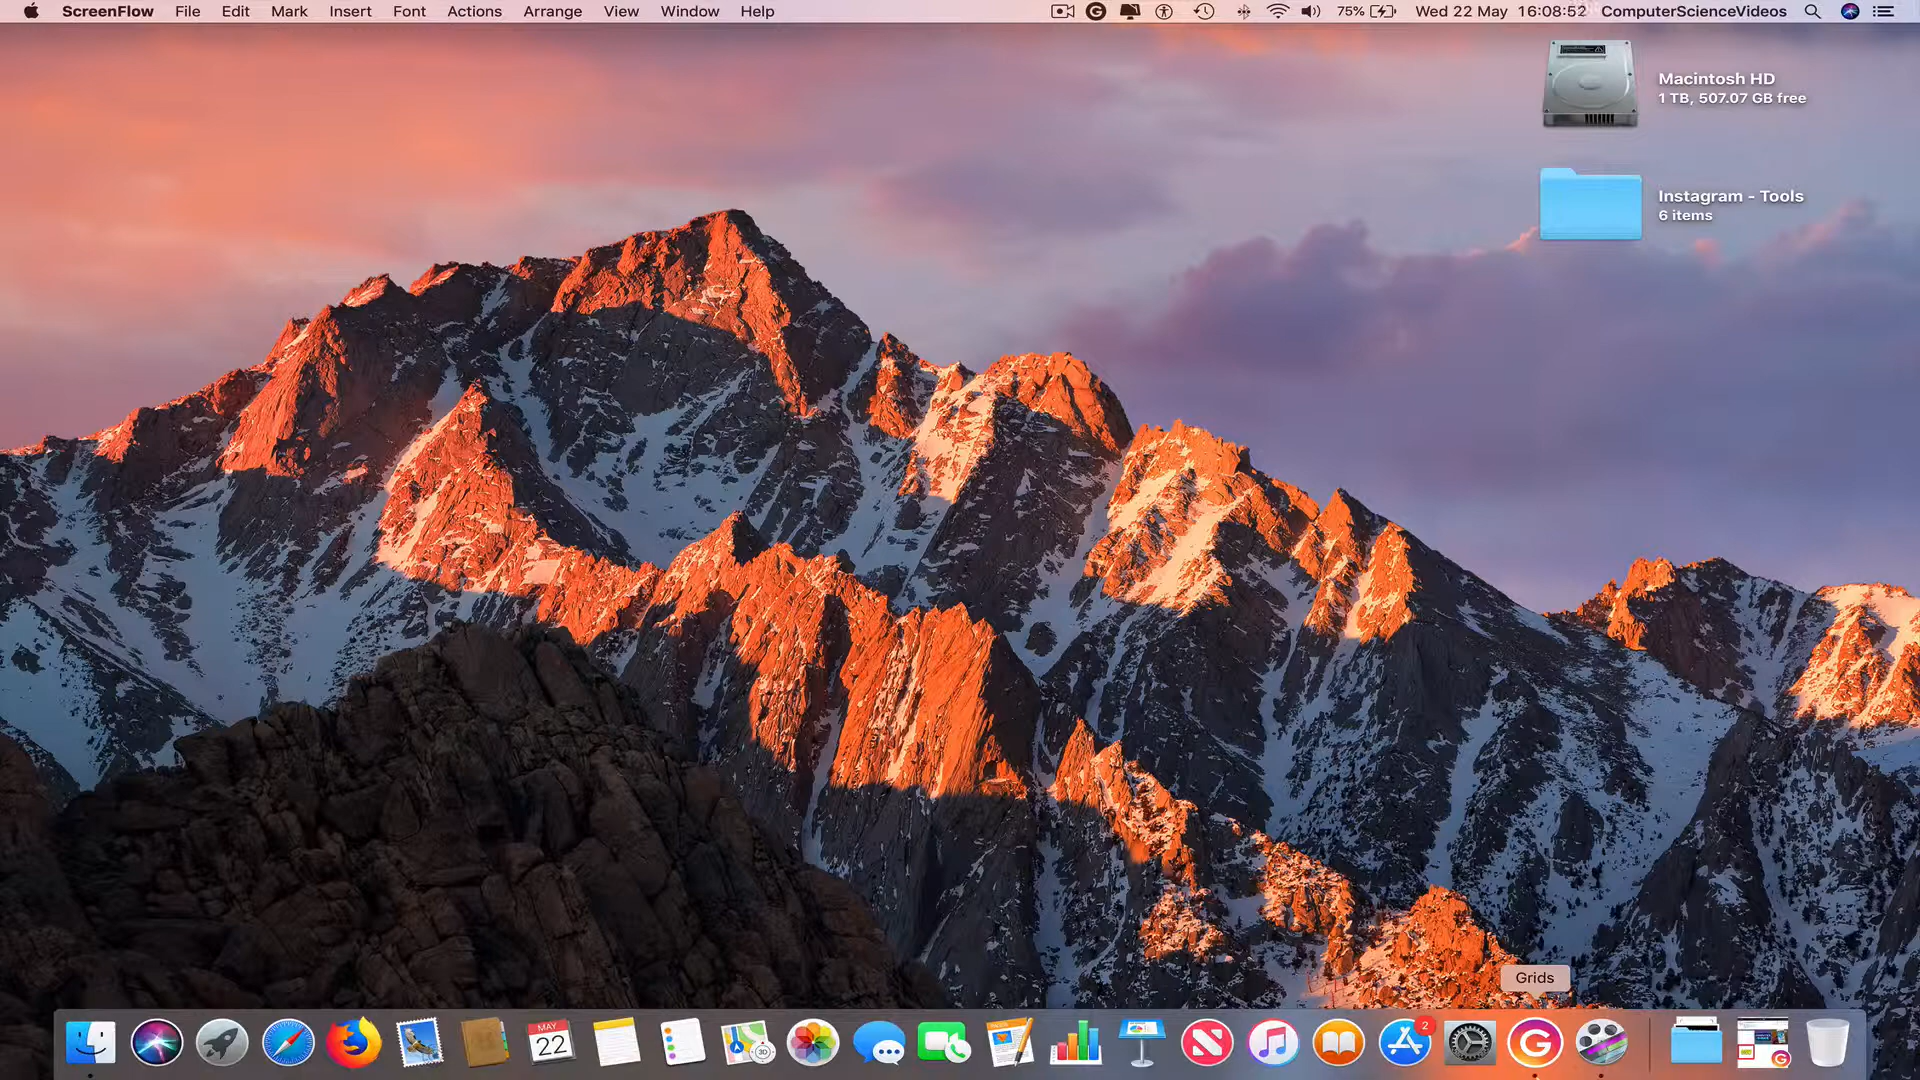 ScreenFlow File Edit Mark Insert Font Actions Arrange View Window Help 75% Wed 22 May 16:08:52 ComputerScienceVideos
Macintosh HD
1 TB, 507.07 GB free
Instagram - Tools
6 items
Grids
MAY
22
2
3D